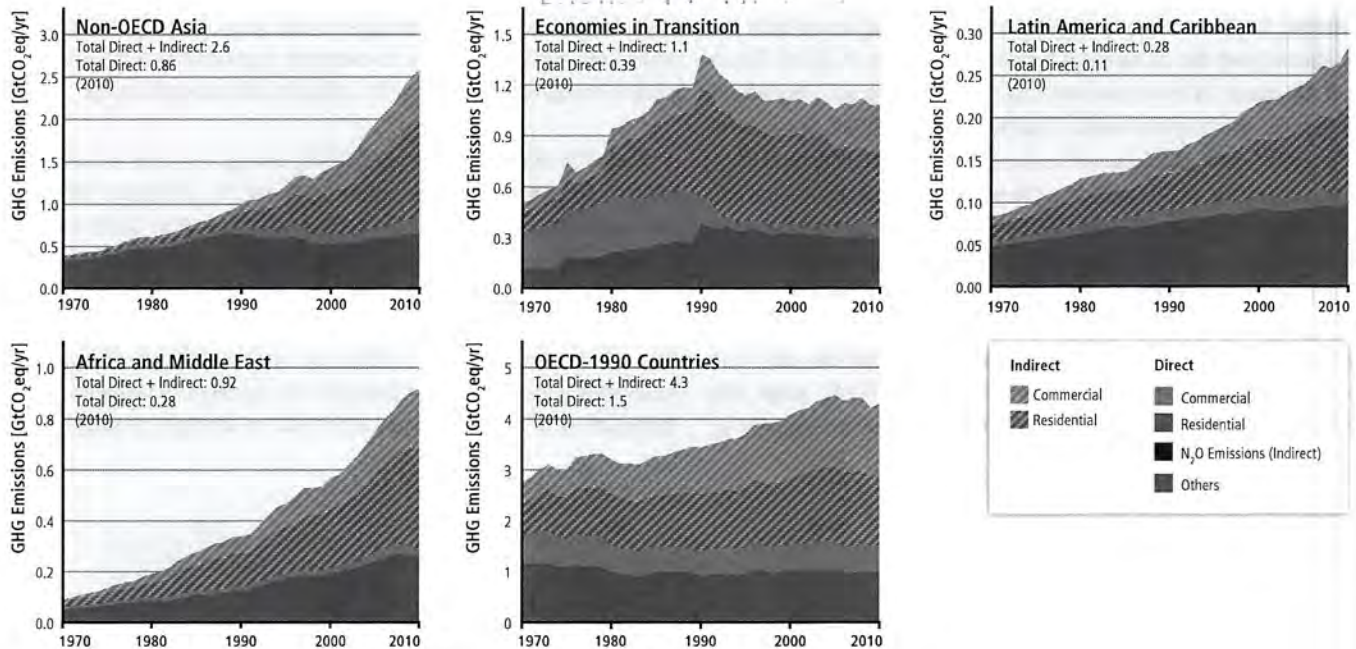 Non-OECD Asia
Total Direct + Indirect: 2.6
Total Direct: 0.86
(2010)
GHG Emissions [GtCO₂eq/yr]
3.0
2.5
2.0
1.5
1.0
0.5
0.0
1970 1980 1990 2000 2010
Economies in Transition
Total Direct + Indirect: 1.1
Total Direct: 0.39
(2010)
GHG Emissions [GtCO₂eq/yr]
1.5
1.2
0.9
0.6
0.3
0.0
1970 1980 1990 2000 2010
Latin America and Caribbean
Total Direct + Indirect: 0.28
Total Direct: 0.11
(2010)
GHG Emissions [GtCO₂eq/yr]
0.30
0.25
0.20
0.15
0.10
0.05
0.00
1970 1980 1990 2000 2010
Africa and Middle East
Total Direct + Indirect: 0.92
Total Direct: 0.28
(2010)
GHG Emissions [GtCO₂eq/yr]
1.0
0.8
0.6
0.4
0.2
0.0
1970 1980 1990 2000 2010
OECD-1990 Countries
Total Direct + Indirect: 4.3
Total Direct: 1.5
(2010)
GHG Emissions [GtCO₂eq/yr]
5
4
3
2
1
0
1970 1980 1990 2000 2010
Indirect
Commercial
Residential
Direct
Commercial
Residential
N₂O Emissions (Indirect)
Others